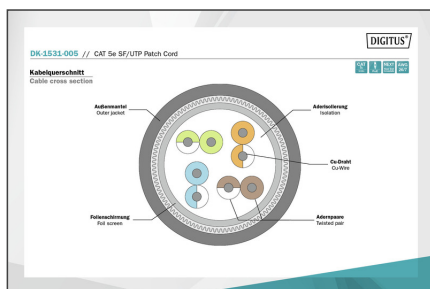 DIGITUS®
DK-1531-005 // CAT 5e SF/UTP Patch Cord
Kabelquerschnitt
Cable cross section
Außenmantel
Outer jacket
Aderisolierung
Isolation
Cu-Draht
Cu-Wire
Folienschirmung
Foil screen
Adernpaare
Twisted pair